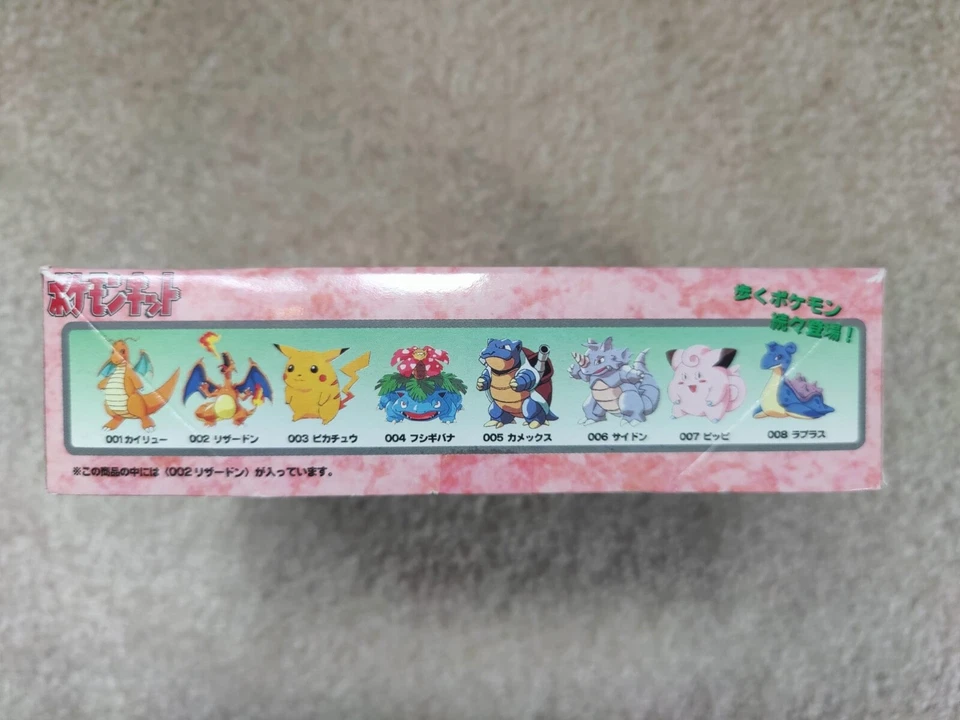 ポケモンキット
歩くポケモン
続々登場！
001 カイリュー
002 リザードン
003 ピカチュウ
004 フシギバナ
005 カメックス
006 サイドン
007 ピッピ
008 ラプラス
※この商品の中には（002 リザードン）が入っています。